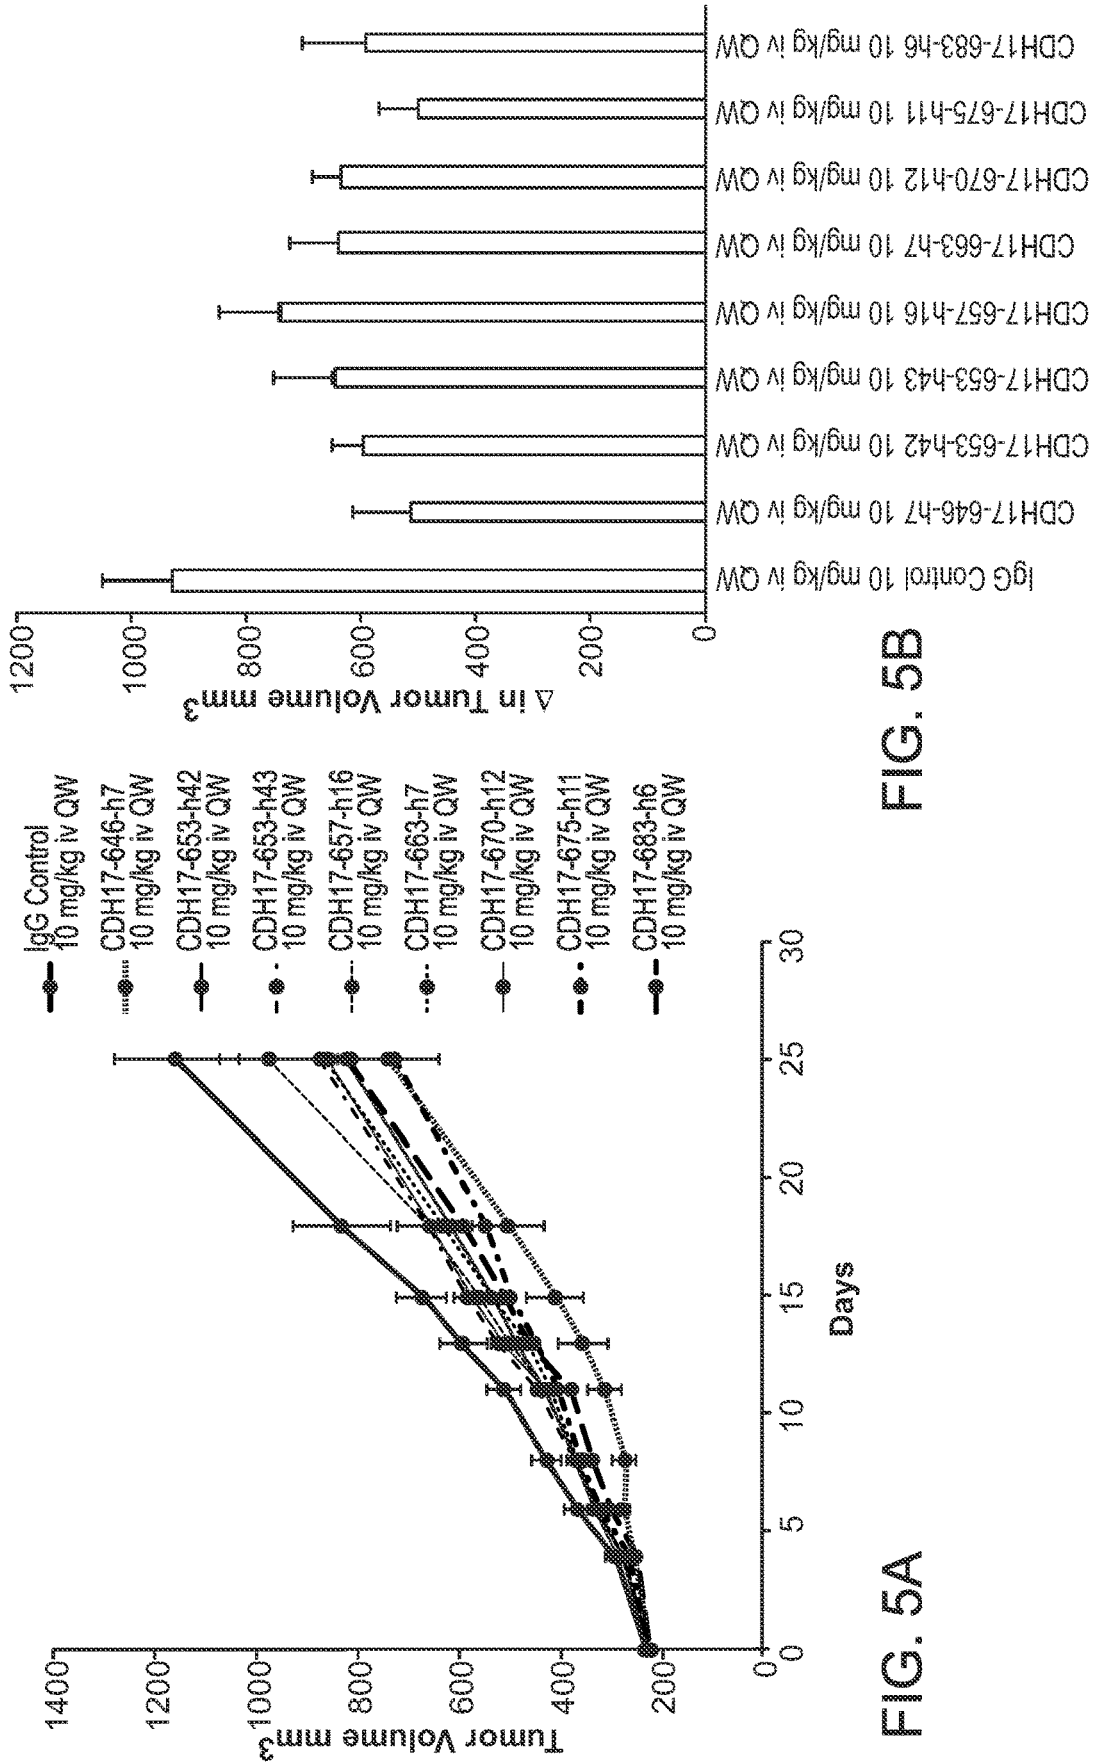 Tumor Volume mm³
1400
1200
1000
800
600
400
200
0
0
5
10
15
20
25
30
Days
IgG Control
10 mg/kg iv QW
CDH17-646-h7
10 mg/kg iv QW
CDH17-653-h42
10 mg/kg iv QW
CDH17-653-h43
10 mg/kg iv QW
CDH17-657-h16
10 mg/kg iv QW
CDH17-663-h7
10 mg/kg iv QW
CDH17-670-h12
10 mg/kg iv QW
CDH17-675-h11
10 mg/kg iv QW
CDH17-683-h6
10 mg/kg iv QW
FIG. 5A
Δ in Tumor Volume mm³
1200
1000
800
600
400
200
0
IgG Control 10 mg/kg iv QW
CDH17-646-h7 10 mg/kg iv QW
CDH17-653-h42 10 mg/kg iv QW
CDH17-653-h43 10 mg/kg iv QW
CDH17-657-h16 10 mg/kg iv QW
CDH17-663-h7 10 mg/kg iv QW
CDH17-670-h12 10 mg/kg iv QW
CDH17-675-h11 10 mg/kg iv QW
CDH17-683-h6 10 mg/kg iv QW
FIG. 5B